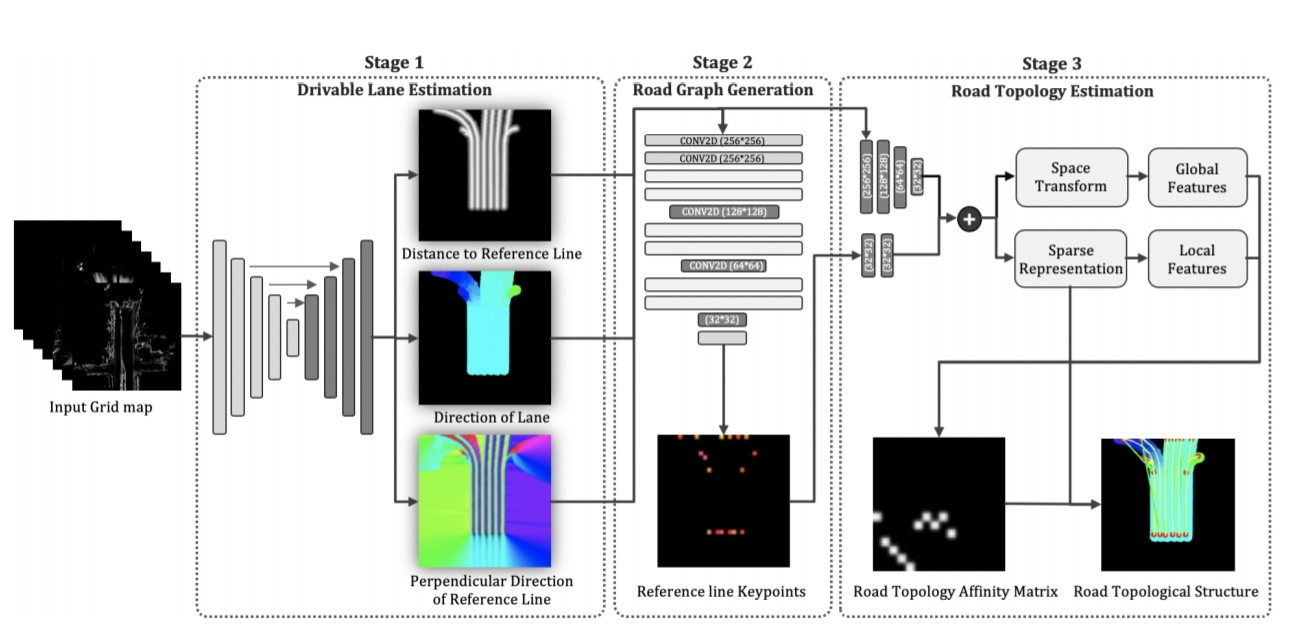 Stage 1
Drivable Lane Estimation
Input Grid map
Distance to Reference Line
Direction of Lane
Perpendicular Direction
of Reference Line
Stage 2
Road Graph Generation
CONV2D (256*256)
CONV2D (256*256)
CONV2D (128*128)
CONV2D (64*64)
(32*32)
Reference line Keypoints
Stage 3
Road Topology Estimation
(256*256)
(128*128)
(64*64)
(32*32)
(32*32)
(32*32)
+
Space
Transform
Global
Features
Sparse
Representation
Local
Features
Road Topology Affinity Matrix
Road Topological Structure